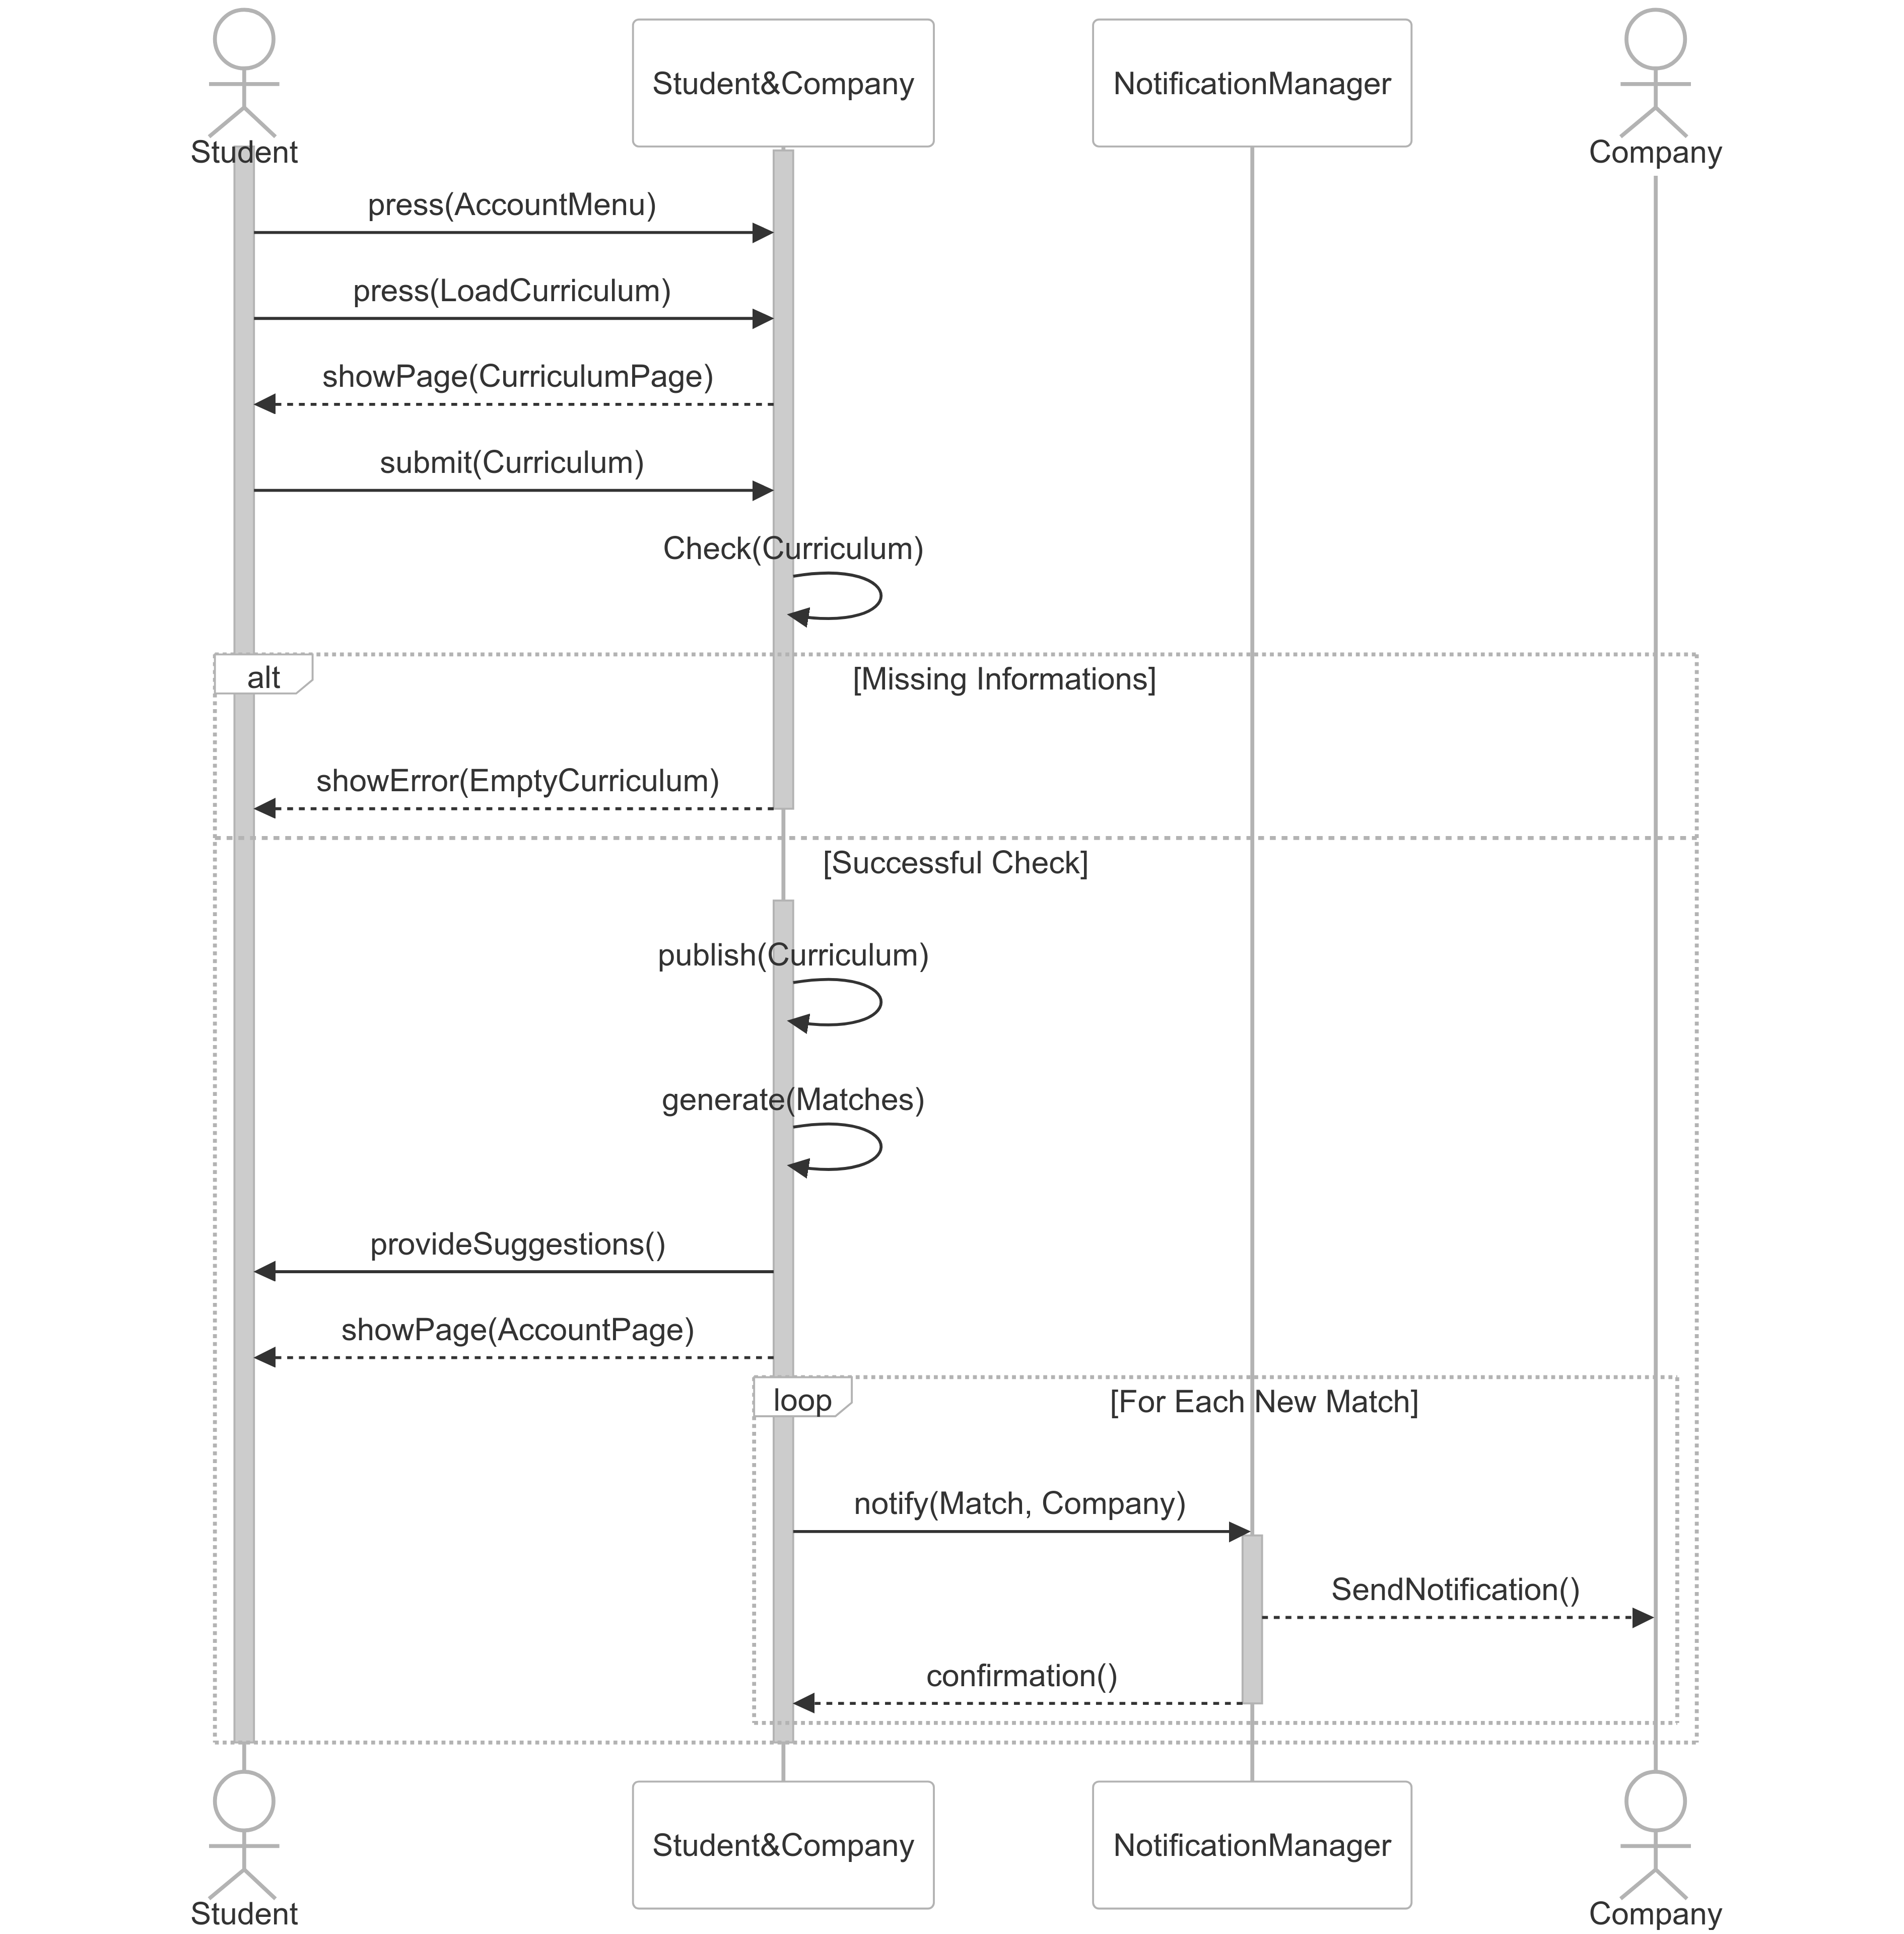 Student
Student&Company
NotificationManager
Company
press(AccountMenu)
press(LoadCurriculum)
showPage(CurriculumPage)
submit(Curriculum)
Check(Curriculum)
alt
[Missing Informations]
showError(EmptyCurriculum)
[Successful Check]
publish(Curriculum)
generate(Matches)
provideSuggestions()
showPage(AccountPage)
loop
[For Each New Match]
notify(Match, Company)
SendNotification()
confirmation()
Student
Student&Company
NotificationManager
Company